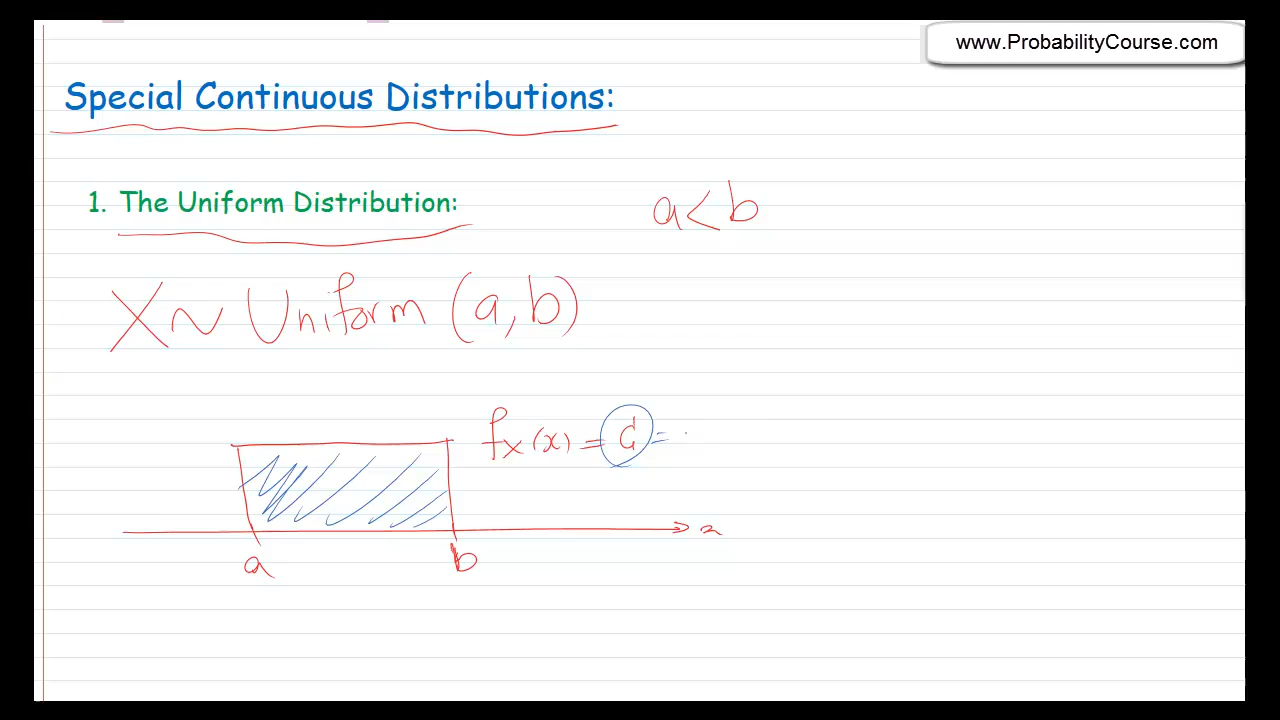 www.ProbabilityCourse.com
Special Continuous Distributions:
1. The Uniform Distribution:
a < b
X ~ Uniform (a, b)
f_X(x) = C =
x
a
b